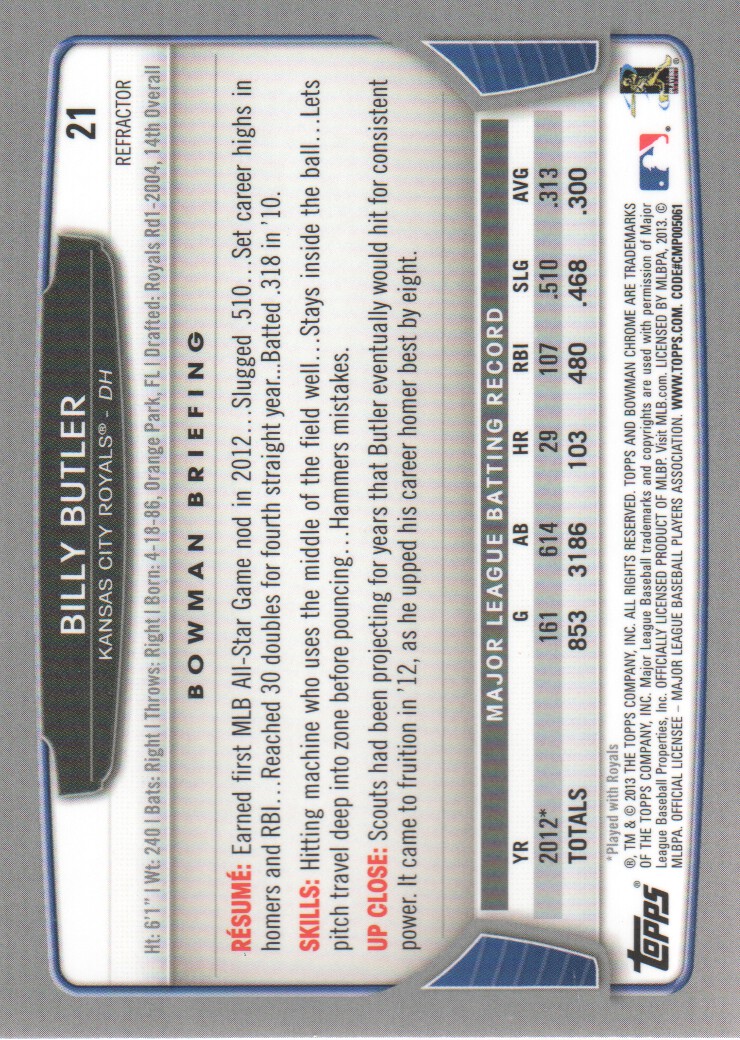 21
REFRACTOR
BILLY BUTLER
KANSAS CITY ROYALS® - DH
Ht: 6'1" | Wt: 240 | Bats: Right | Throws: Right | Born: 4-18-86, Orange Park, FL | Drafted: Royals Rd1-2004, 14th Overall
BOWMAN BRIEFING
RÉSUMÉ: Earned first MLB All-Star Game nod in 2012...Slugged .510...Set career highs in
homers and RBI...Reached 30 doubles for fourth straight year...Batted .318 in '10.
SKILLS: Hitting machine who uses the middle of the field well...Stays inside the ball...Lets
pitch travel deep into zone before pouncing...Hammers mistakes.
UP CLOSE: Scouts had been projecting for years that Butler eventually would hit for consistent
power. It came to fruition in '12, as he upped his career homer best by eight.
MAJOR LEAGUE BATTING RECORD
YR G AB HR RBI SLG AVG
2012* 161 614 29 107 .510 .313
TOTALS 853 3186 103 480 .468 .300
*Played with Royals
topps®
®, TM & © 2013 THE TOPPS COMPANY, INC. ALL RIGHTS RESERVED. TOPPS AND BOWMAN CHROME ARE TRADEMARKS
OF THE TOPPS COMPANY, INC. Major League Baseball trademarks and copyrights are used with permission of Major
League Baseball Properties, Inc. OFFICIALLY LICENSED PRODUCT OF MLBP. Visit MLB.com. LICENSED BY MLBPA, 2013. ©
MLBPA. OFFICIAL LICENSEE – MAJOR LEAGUE BASEBALL PLAYERS ASSOCIATION. WWW.TOPPS.COM. CODE#CMP005061